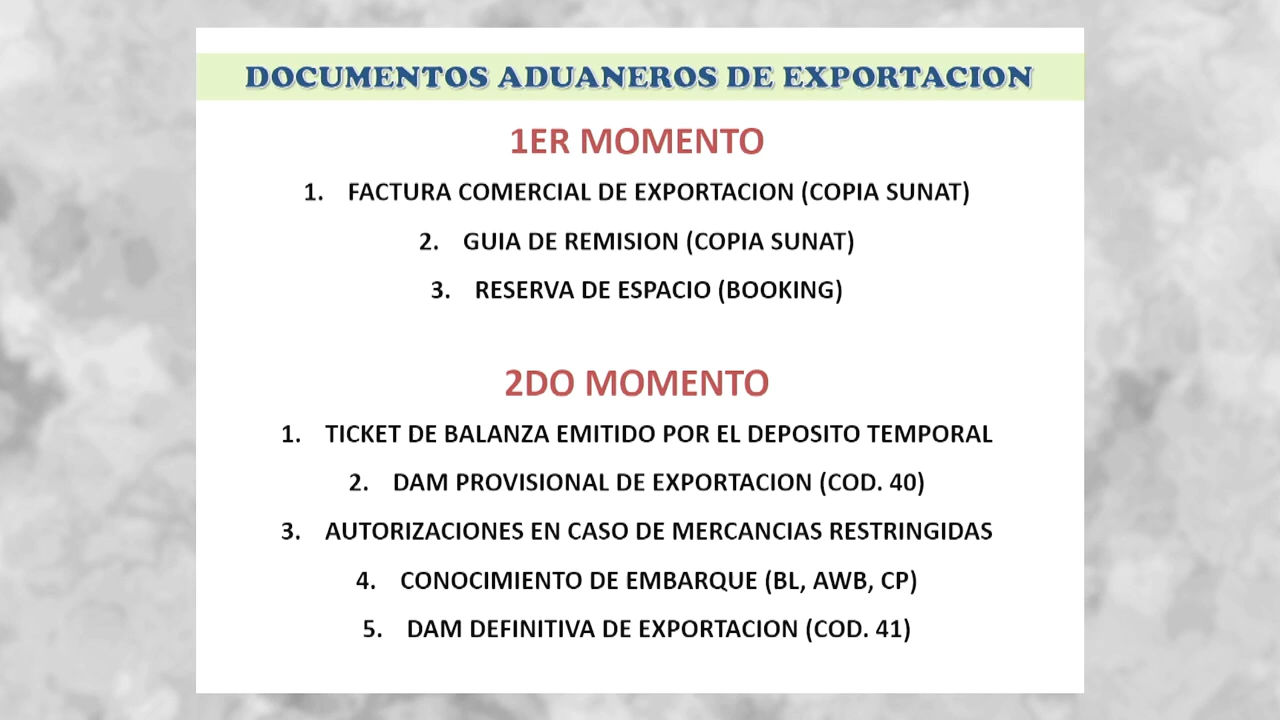 DOCUMENTOS ADUANEROS DE EXPORTACION
1ER MOMENTO
1. FACTURA COMERCIAL DE EXPORTACION (COPIA SUNAT)
2. GUIA DE REMISION (COPIA SUNAT)
3. RESERVA DE ESPACIO (BOOKING)
2DO MOMENTO
1. TICKET DE BALANZA EMITIDO POR EL DEPOSITO TEMPORAL
2. DAM PROVISIONAL DE EXPORTACION (COD. 40)
3. AUTORIZACIONES EN CASO DE MERCANCIAS RESTRINGIDAS
4. CONOCIMIENTO DE EMBARQUE (BL, AWB, CP)
5. DAM DEFINITIVA DE EXPORTACION (COD. 41)